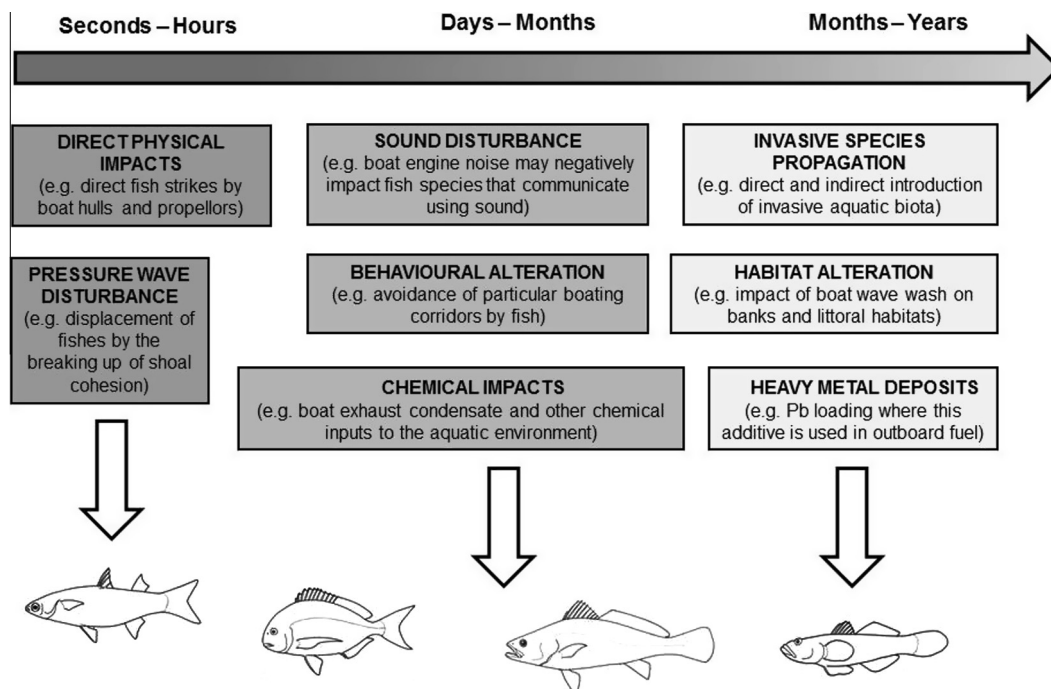 Seconds – Hours
Days – Months
Months – Years
DIRECT PHYSICAL
IMPACTS
(e.g. direct fish strikes by
boat hulls and propellors)
PRESSURE WAVE
DISTURBANCE
(e.g. displacement of
fishes by the
breaking up of shoal
cohesion)
SOUND DISTURBANCE
(e.g. boat engine noise may negatively
impact fish species that communicate
using sound)
BEHAVIOURAL ALTERATION
(e.g. avoidance of particular boating
corridors by fish)
CHEMICAL IMPACTS
(e.g. boat exhaust condensate and other chemical
inputs to the aquatic environment)
INVASIVE SPECIES
PROPAGATION
(e.g. direct and indirect introduction
of invasive aquatic biota)
HABITAT ALTERATION
(e.g. impact of boat wave wash on
banks and littoral habitats)
HEAVY METAL DEPOSITS
(e.g. Pb loading where this
additive is used in outboard fuel)